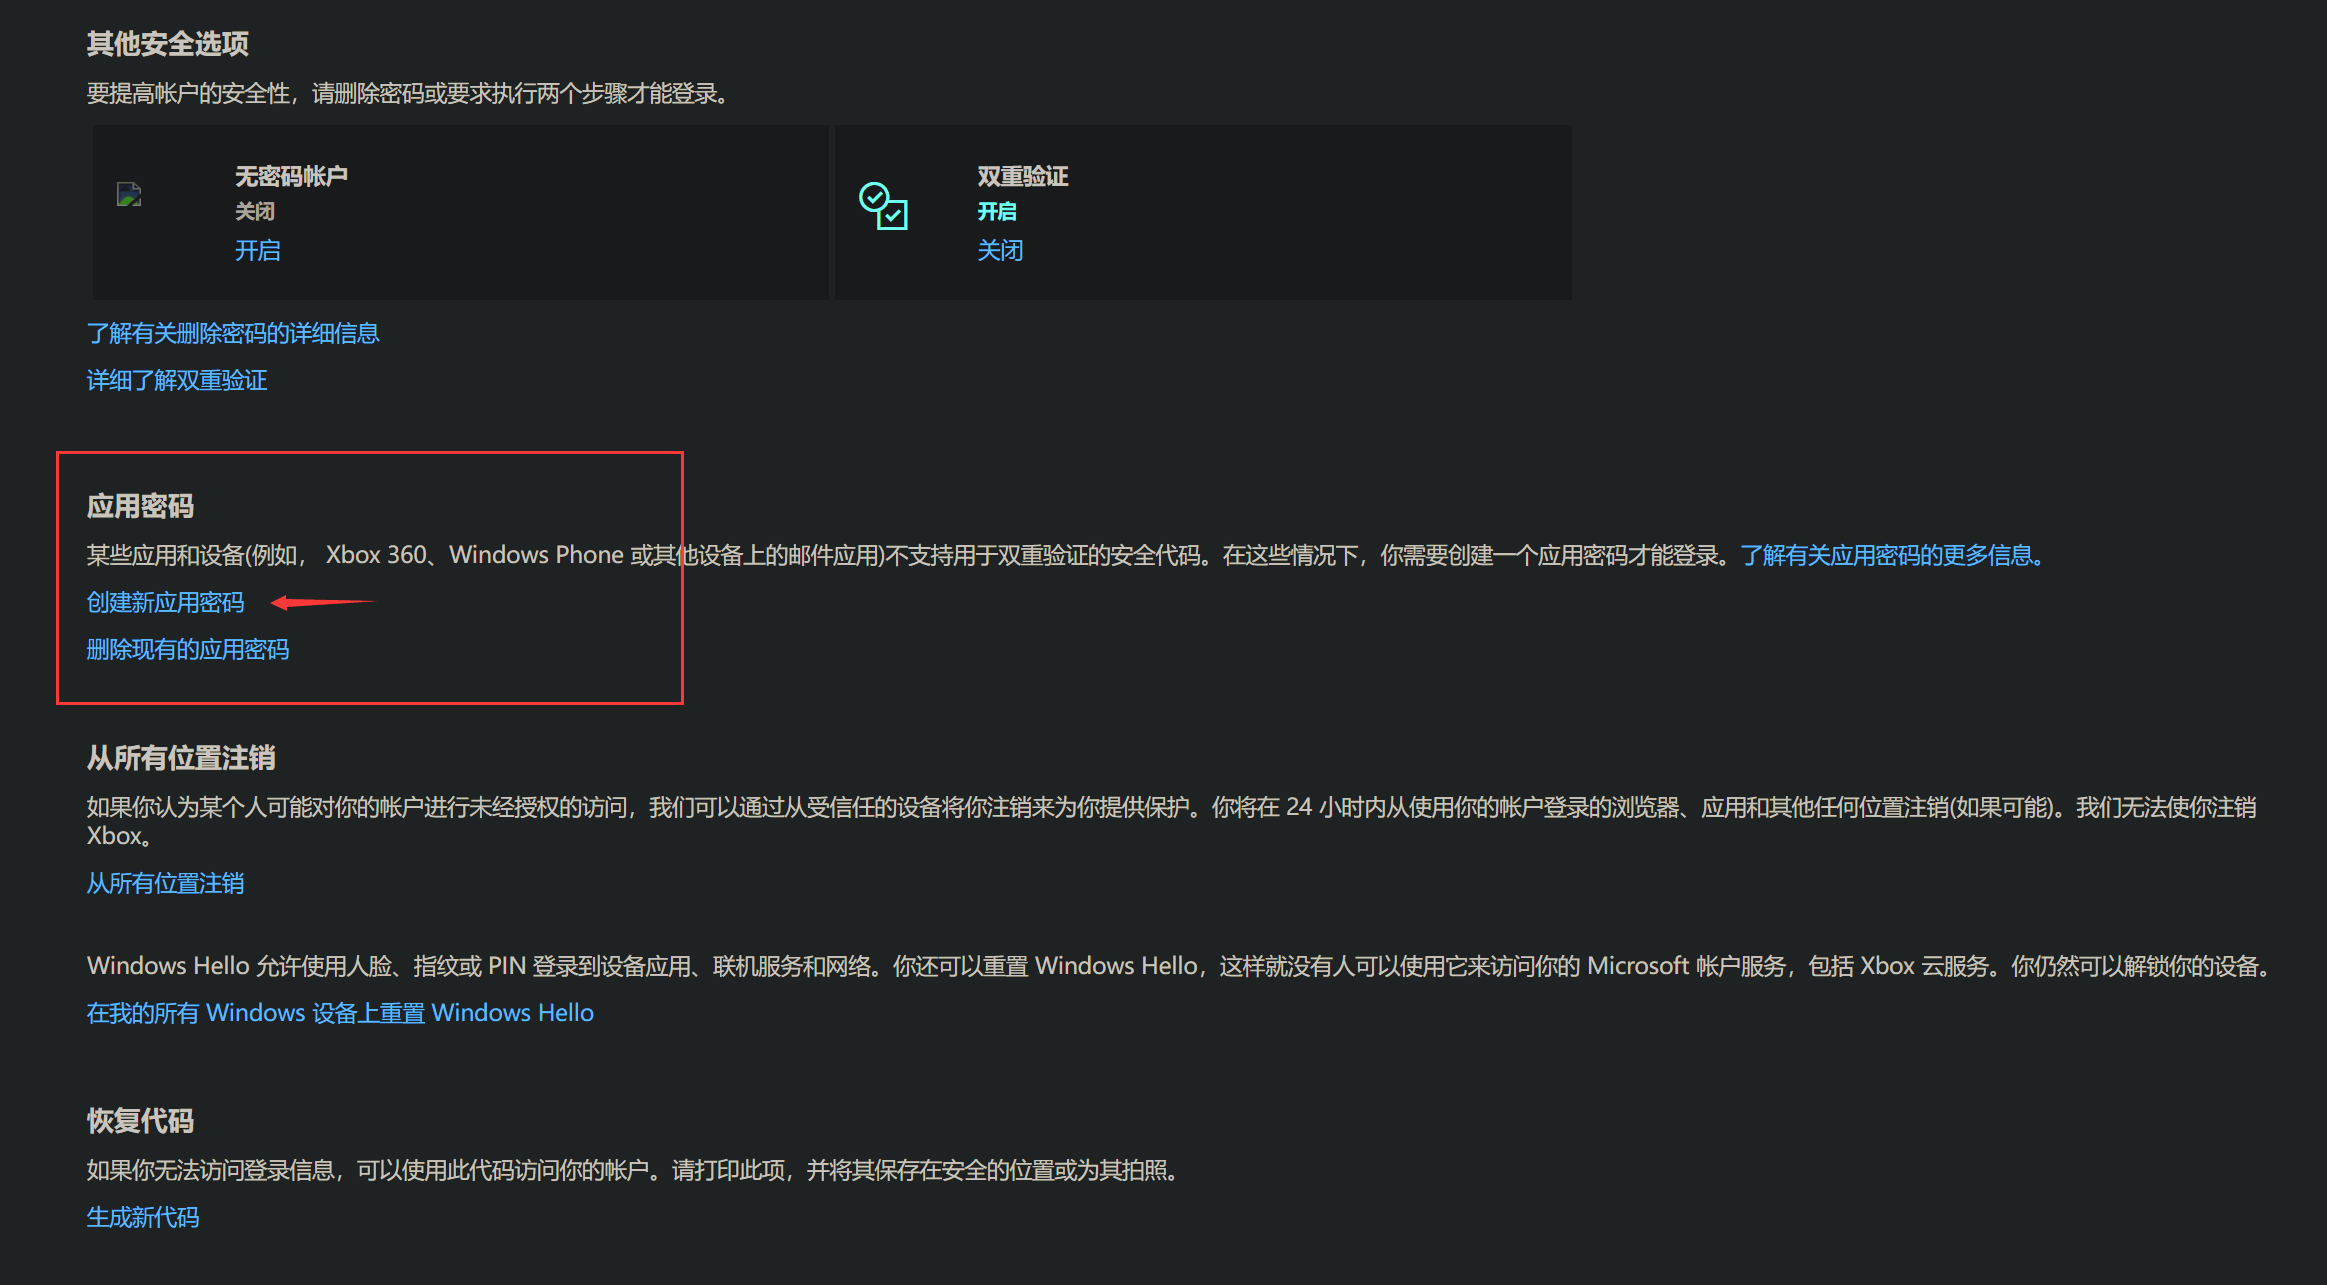 其他安全选项
要提高帐户的安全性，请删除密码或要求执行两个步骤才能登录。
无密码帐户
关闭
开启
双重验证
开启
关闭
了解有关删除密码的详细信息
详细了解双重验证
应用密码
某些应用和设备(例如， Xbox 360、Windows Phone 或其他设备上的邮件应用)不支持用于双重验证的安全代码。在这些情况下，你需要创建一个应用密码才能登录。了解有关应用密码的更多信息。
创建新应用密码
删除现有的应用密码
从所有位置注销
如果你认为某个人可能对你的帐户进行未经授权的访问，我们可以通过从受信任的设备将你注销来为你提供保护。你将在 24 小时内从使用你的帐户登录的浏览器、应用和其他任何位置注销(如果可能)。我们无法使你注销
Xbox。
从所有位置注销
Windows Hello 允许使用人脸、指纹或 PIN 登录到设备应用、联机服务和网络。你还可以重置 Windows Hello，这样就没有人可以使用它来访问你的 Microsoft 帐户服务，包括 Xbox 云服务。你仍然可以解锁你的设备。
在我的所有 Windows 设备上重置 Windows Hello
恢复代码
如果你无法访问登录信息，可以使用此代码访问你的帐户。请打印此项，并将其保存在安全的位置或为其拍照。
生成新代码